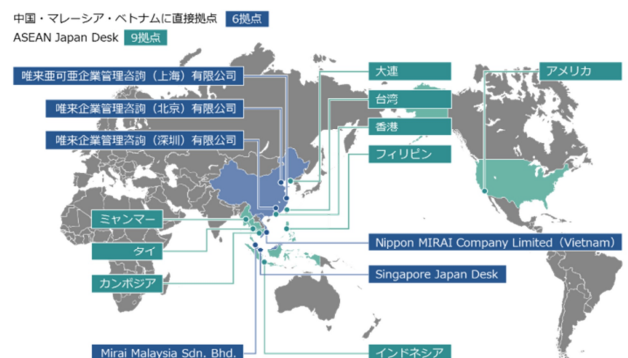 中国・マレーシア・ベトナムに直接拠点 6拠点
ASEAN Japan Desk 9拠点
唯来亜可亜企業管理咨詢（上海）有限公司
唯来企業管理咨詢（北京）有限公司
唯来企業管理咨詢（深圳）有限公司
大連
台湾
香港
フィリピン
アメリカ
ミャンマー
タイ
カンボジア
Nippon MIRAI Company Limited（Vietnam）
Singapore Japan Desk
Mirai Malaysia Sdn. Bhd.
インドネシア